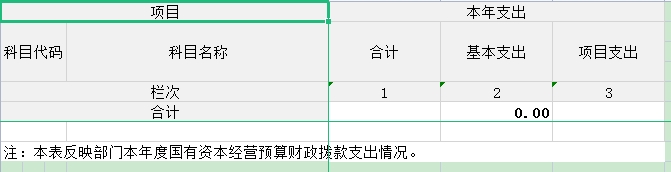 项目 本年支出
科目代码 科目名称 合计 基本支出 项目支出
栏次 1 2 3
合计 0.00
注：本表反映部门本年度国有资本经营预算财政拨款支出情况。